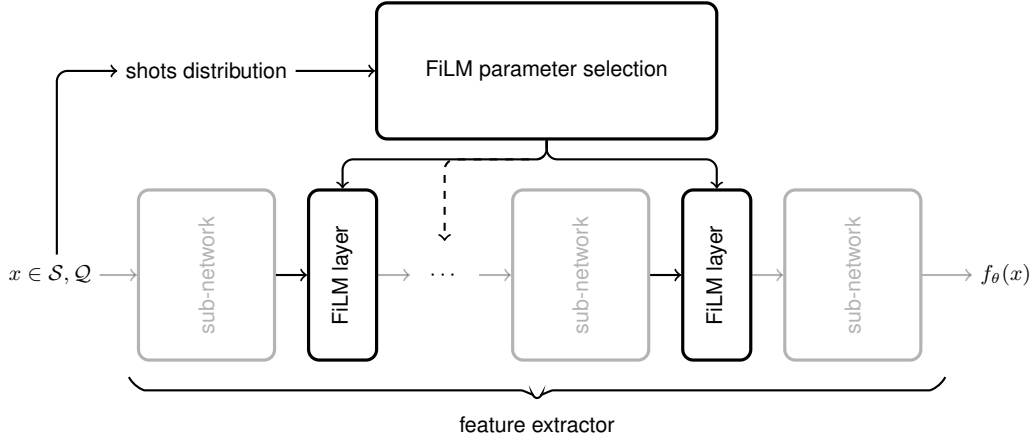 shots distribution
FiLM parameter selection
x ∈ 𝒮, 𝒬
sub-network
FiLM layer
···
sub-network
FiLM layer
sub-network
f_θ(x)
feature extractor